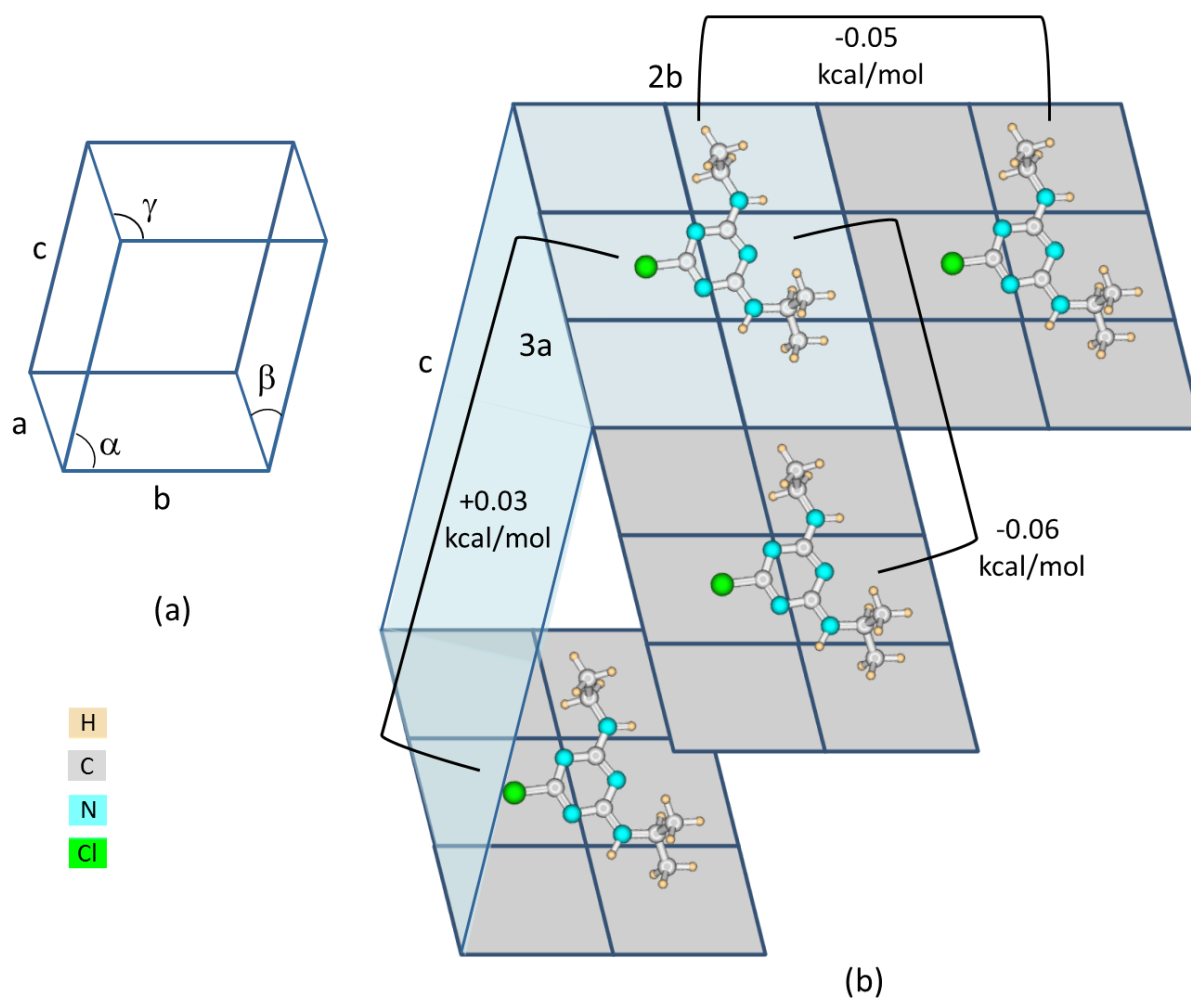 γ
c
a
α
β
b
(a)
H
C
N
Cl
-0.05
kcal/mol
2b
3a
c
+0.03
kcal/mol
-0.06
kcal/mol
(b)